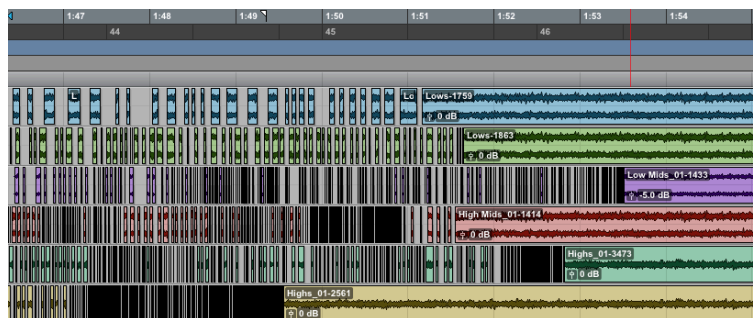 1:47 1:48 1:49 1:50 1:51 1:52 1:53 1:54
44 45 46
L Lo Lows-1759
0 dB
Lows-1863
0 dB
Low Mids_01-1433
-5.0 dB
High Mids_01-1414
0 dB
Highs_01-3473
0 dB
Highs_01-2561
0 dB